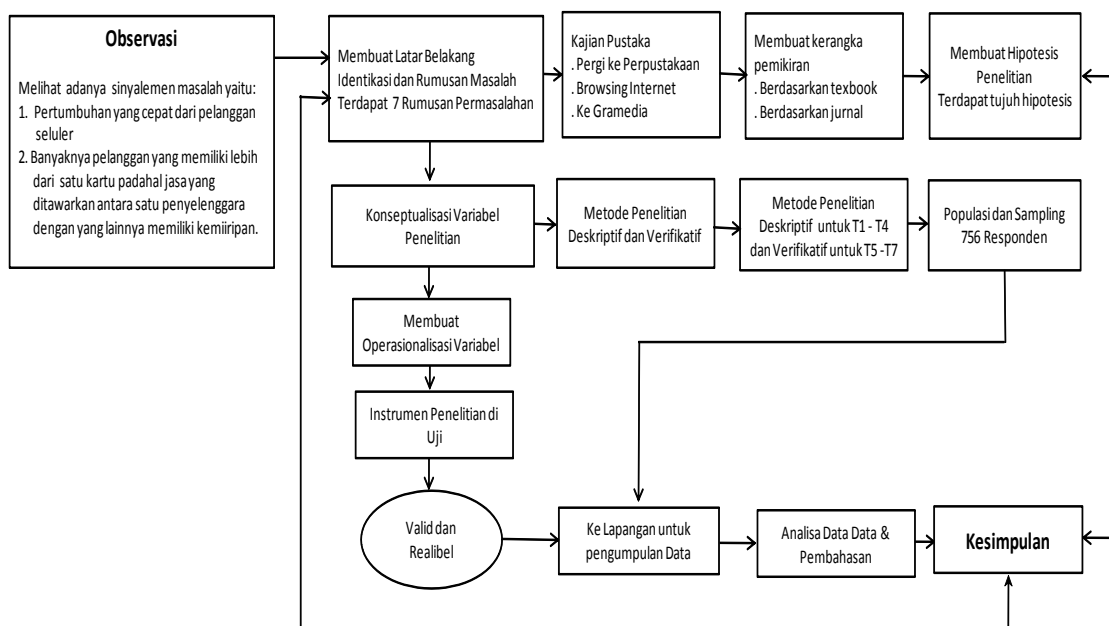 Observasi
Melihat adanya sinyalemen masalah yaitu:
1. Pertumbuhan yang cepat dari pelanggan
seluler
2. Banyaknya pelanggan yang memiliki lebih
dari satu kartu padahal jasa yang
ditawarkan antara satu penyelenggara
dengan yang lainnya memiliki kemiiripan.
Membuat Latar Belakang
Identikasi dan Rumusan Masalah
Terdapat 7 Rumusan Permasalahan
Kajian Pustaka
. Pergi ke Perpustakaan
. Browsing Internet
. Ke Gramedia
Membuat kerangka
pemikiran
. Berdasarkan texbook
. Berdasarkan jurnal
Membuat Hipotesis
Penelitian
Terdapat tujuh hipotesis
Konseptualisasi Variabel
Penelitian
Metode Penelitian
Deskriptif dan Verifikatif
Metode Penelitian
Deskriptif untuk T1 - T4
dan Verifikatif untuk T5 -T7
Populasi dan Sampling
756 Responden
Membuat
Operasionalisasi Variabel
Instrumen Penelitian di
Uji
Valid dan
Realibel
Ke Lapangan untuk
pengumpulan Data
Analisa Data Data &
Pembahasan
Kesimpulan